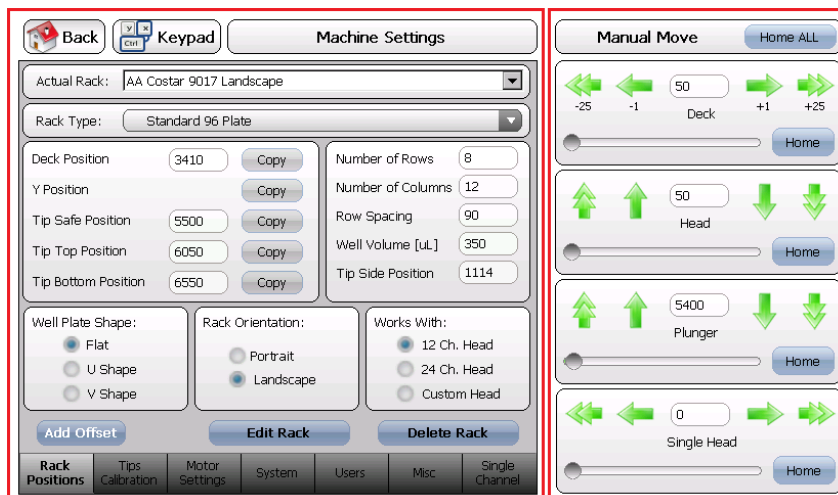 Back
y x
Ctrl
Keypad
Machine Settings
Actual Rack: AA Costar 9017 Landscape
Rack Type: Standard 96 Plate
Deck Position 3410 Copy
Y Position Copy
Tip Safe Position 5500 Copy
Tip Top Position 6050 Copy
Tip Bottom Position 6550 Copy
Number of Rows 8
Number of Columns 12
Row Spacing 90
Well Volume [uL] 350
Tip Side Position 1114
Well Plate Shape:
Flat
U Shape
V Shape
Rack Orientation:
Portrait
Landscape
Works With:
12 Ch. Head
24 Ch. Head
Custom Head
Add Offset Edit Rack Delete Rack
Rack Positions
Tips Calibration
Motor Settings
System
Users
Misc
Single Channel
Manual Move Home ALL
50
-25 -1 Deck +1 +25
Home
50
Head
Home
5400
Plunger
Home
0
Single Head
Home